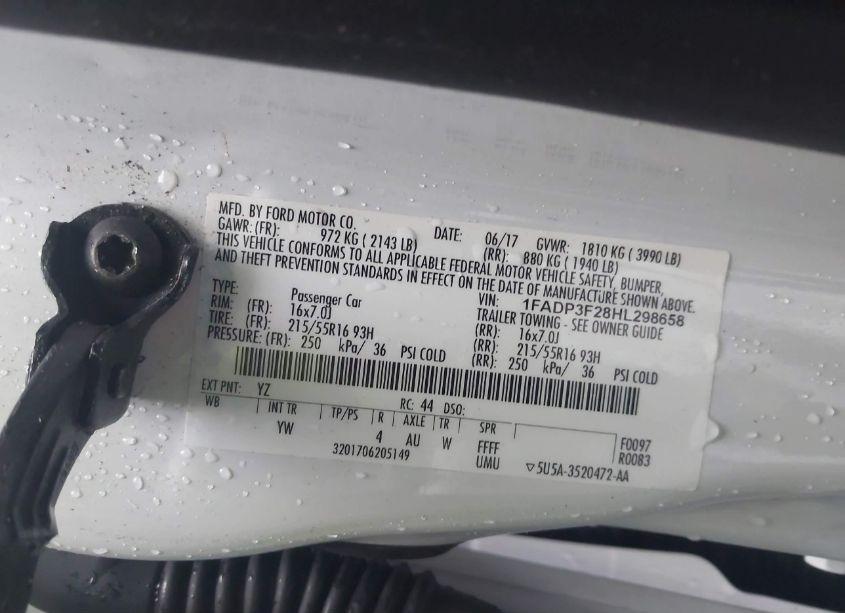 MFD. BY FORD MOTOR CO. DATE: 06/17 GVWR: 1810 KG ( 3990 LB)
GAWR: (FR): 972 KG ( 2143 LB) (RR): 880 KG ( 1940 LB)
THIS VEHICLE CONFORMS TO ALL APPLICABLE FEDERAL MOTOR VEHICLE SAFETY, BUMPER,
AND THEFT PREVENTION STANDARDS IN EFFECT ON THE DATE OF MANUFACTURE SHOWN ABOVE.
VIN: 1FADP3F28HL298658
TYPE: Passenger Car TRAILER TOWING - SEE OWNER GUIDE
RIM: (FR): 16x7.0J (RR): 16x7.0J
TIRE: (FR): 215/55R16 93H (RR): 215/55R16 93H
PRESSURE: (FR): 250 kPa/ 36 PSI COLD (RR): 250 kPa/ 36 PSI COLD
EXT PNT: YZ RC: 44 DSO:
WB INT TR TP/PS R AXLE TR SPR
YW 4 AU W FFFF F0097
UMU R0083
3201706205149 ▽5U5A-3520472-AA